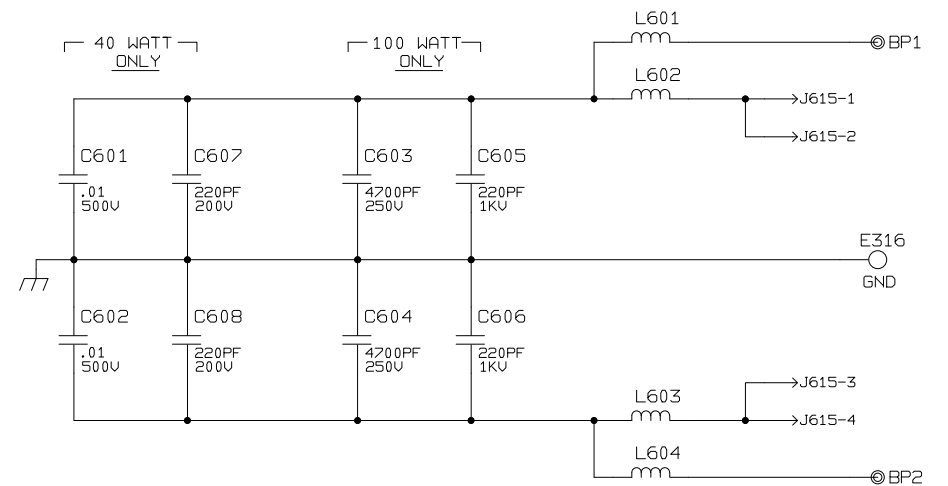 L601
BP1
40 WATT
ONLY
100 WATT
ONLY
L602
J615-1
J615-2
C601
.01
500V
C607
220PF
200V
C603
4700PF
250V
C605
220PF
1KV
E316
GND
C602
.01
500V
C608
220PF
200V
C604
4700PF
250V
C606
220PF
1KV
J615-3
L603
J615-4
L604
BP2